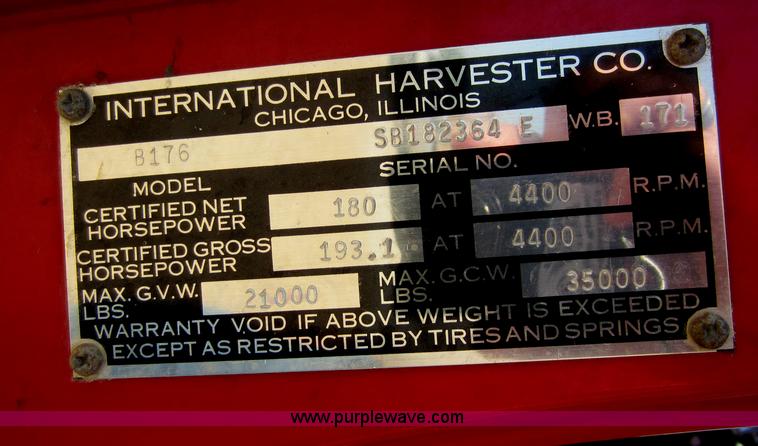 INTERNATIONAL HARVESTER CO.
CHICAGO, ILLINOIS
B176 SB182364 E W.B. 171
MODEL SERIAL NO.
CERTIFIED NET HORSEPOWER 180 AT 4400 R.P.M.
CERTIFIED GROSS HORSEPOWER 193.1 AT 4400 R.P.M.
MAX. G.V.W. LBS. 21000 MAX. G.C.W. LBS. 35000
WARRANTY VOID IF ABOVE WEIGHT IS EXCEEDED
EXCEPT AS RESTRICTED BY TIRES AND SPRINGS
www.purplewave.com